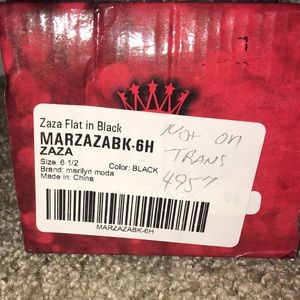 Zaza Flat in Black
MARZAZABK-6H
ZAZA
Size: 6 1/2
Color: BLACK
Brand: marilyn moda
Made in: China
MARZAZABK-6H
Not on
TRANS
4957